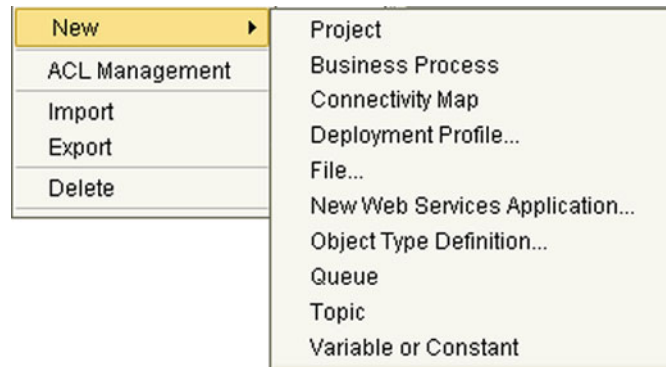 New
ACL Management
Import
Export
Delete
Project
Business Process
Connectivity Map
Deployment Profile...
File...
New Web Services Application...
Object Type Definition...
Queue
Topic
Variable or Constant